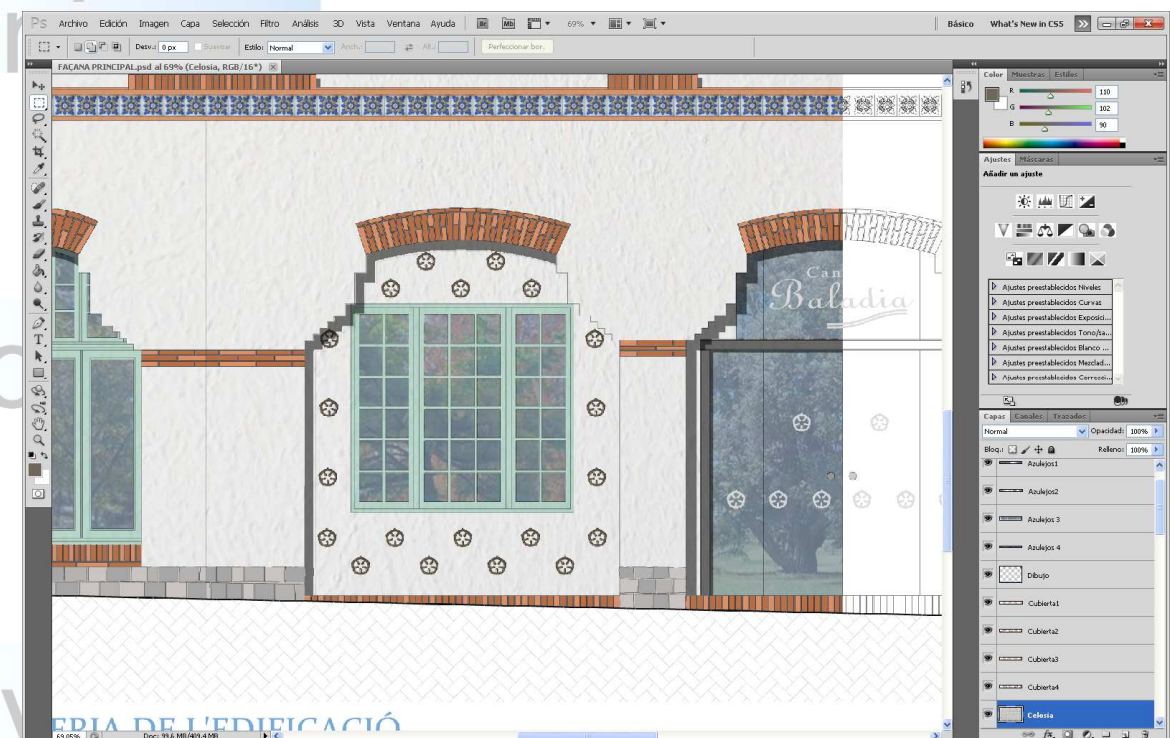 PS Archivo Edición Imagen Capa Selección Filtro Análisis 3D Vista Ventana Ayuda Br Mb 69% Básico What's New in CS5
Desv.: 0 px Suavizar Estilo: Normal Anch.: Al.: Perfeccionar bor...
FAÇANA PRINCIPAL.psd al 69% (Celosia, RGB/16*)
Color Muestras Estilos
R 110
G 102
B 90
Ajustes Máscaras
Añadir un ajuste
Ajustes preestablecidos Niveles
Ajustes preestablecidos Curvas
Ajustes preestablecidos Exposici...
Ajustes preestablecidos Tono/sa...
Ajustes preestablecidos Blanco ...
Ajustes preestablecidos Mezclad...
Ajustes preestablecidos Correcci...
Capas Canales Trazados
Normal Opacidad: 100%
Bloq.: Relleno: 100%
Azulejos1
Azulejos2
Azulejos 3
Azulejos 4
Dibujo
Cubierta1
Cubierta2
Cubierta3
Cubierta4
Celosia
Can
Baladia
ERIA DE L'EDIFICACIÓ
69,05% Doc: 99,6 MB/409,4 MB